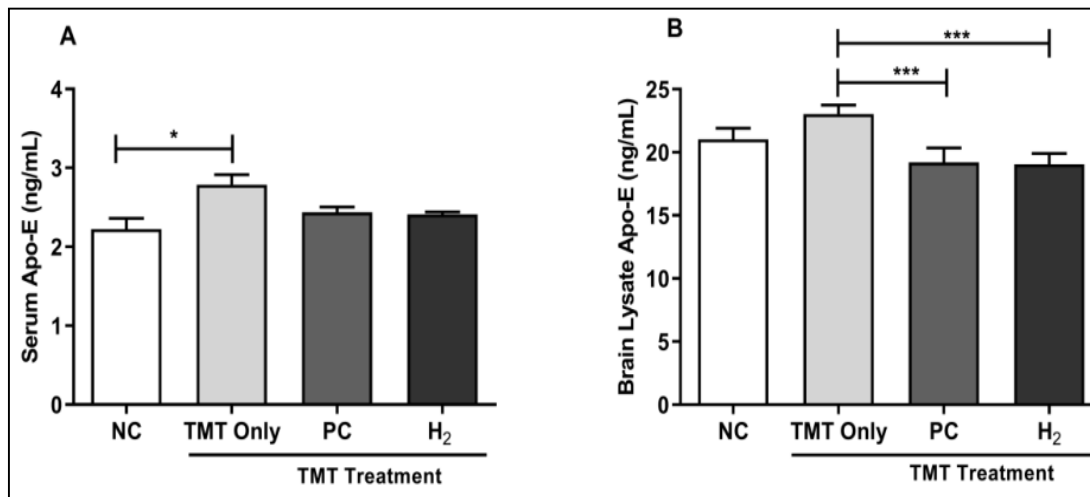 A
Serum Apo-E (ng/mL)
4
3
2
1
0
*
NC
TMT Only
PC
H₂
TMT Treatment
B
Brain Lysate Apo-E (ng/mL)
25
20
15
10
5
0
***
***
NC
TMT Only
PC
H₂
TMT Treatment